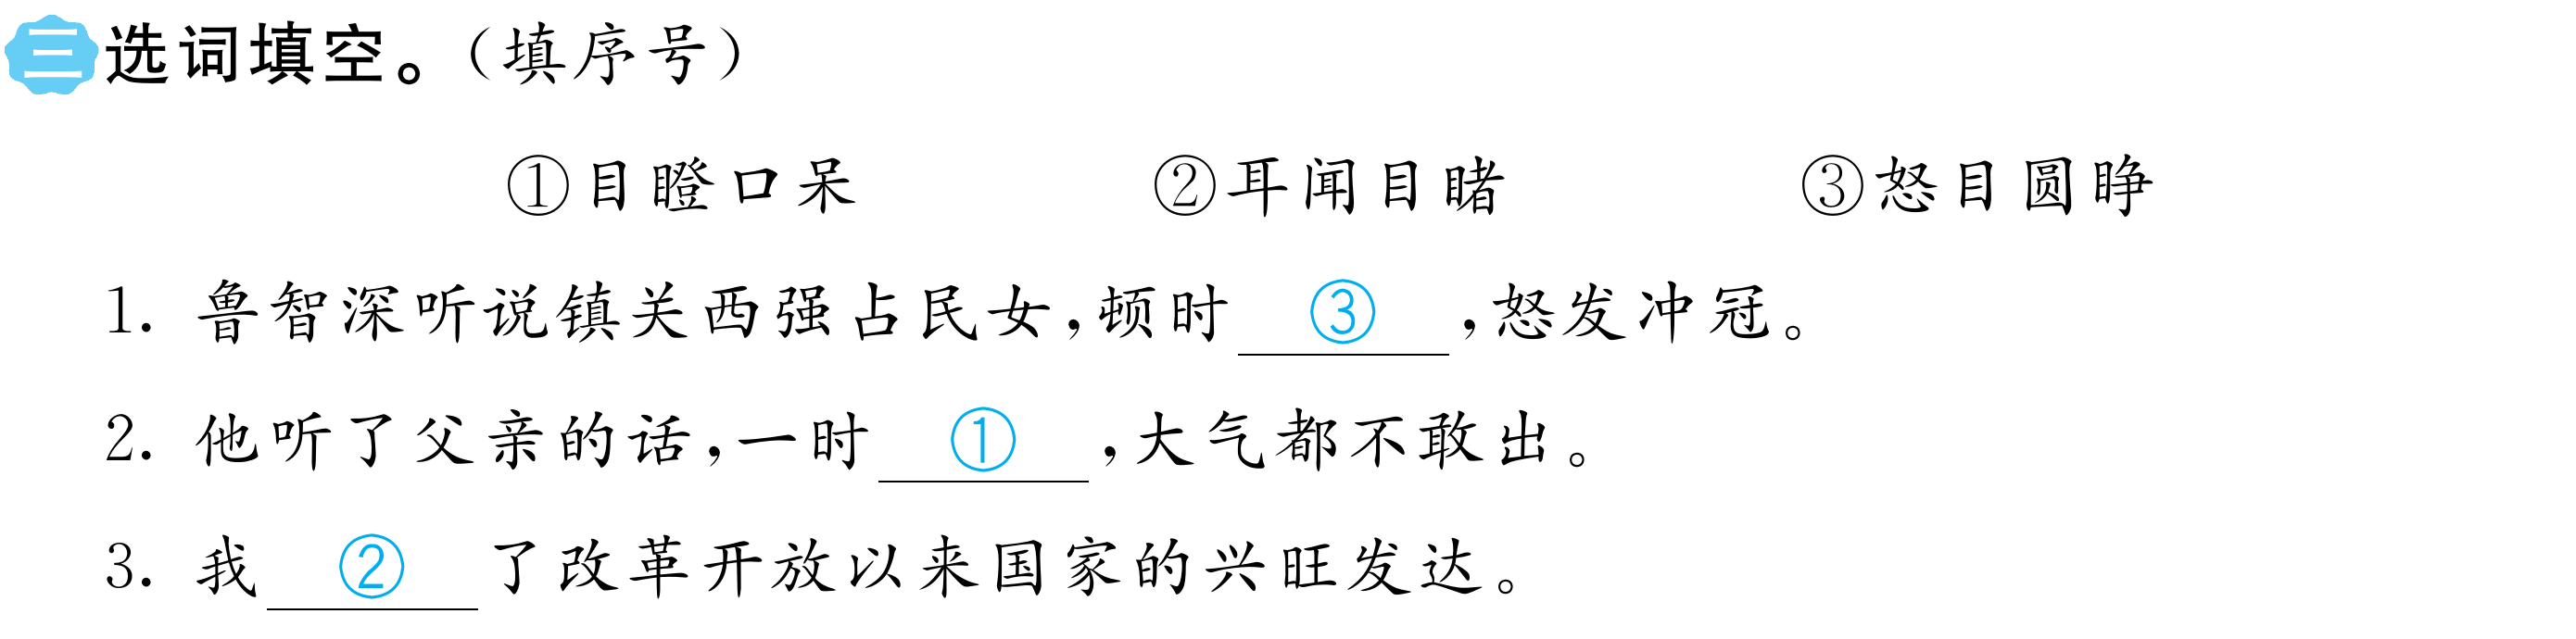 三 选词填空。（填序号）
①目瞪口呆 ②耳闻目睹 ③怒目圆睁
1. 鲁智深听说镇关西强占民女，顿时 ③ ，怒发冲冠。
2. 他听了父亲的话，一时 ① ，大气都不敢出。
3. 我 ② 了改革开放以来国家的兴旺发达。